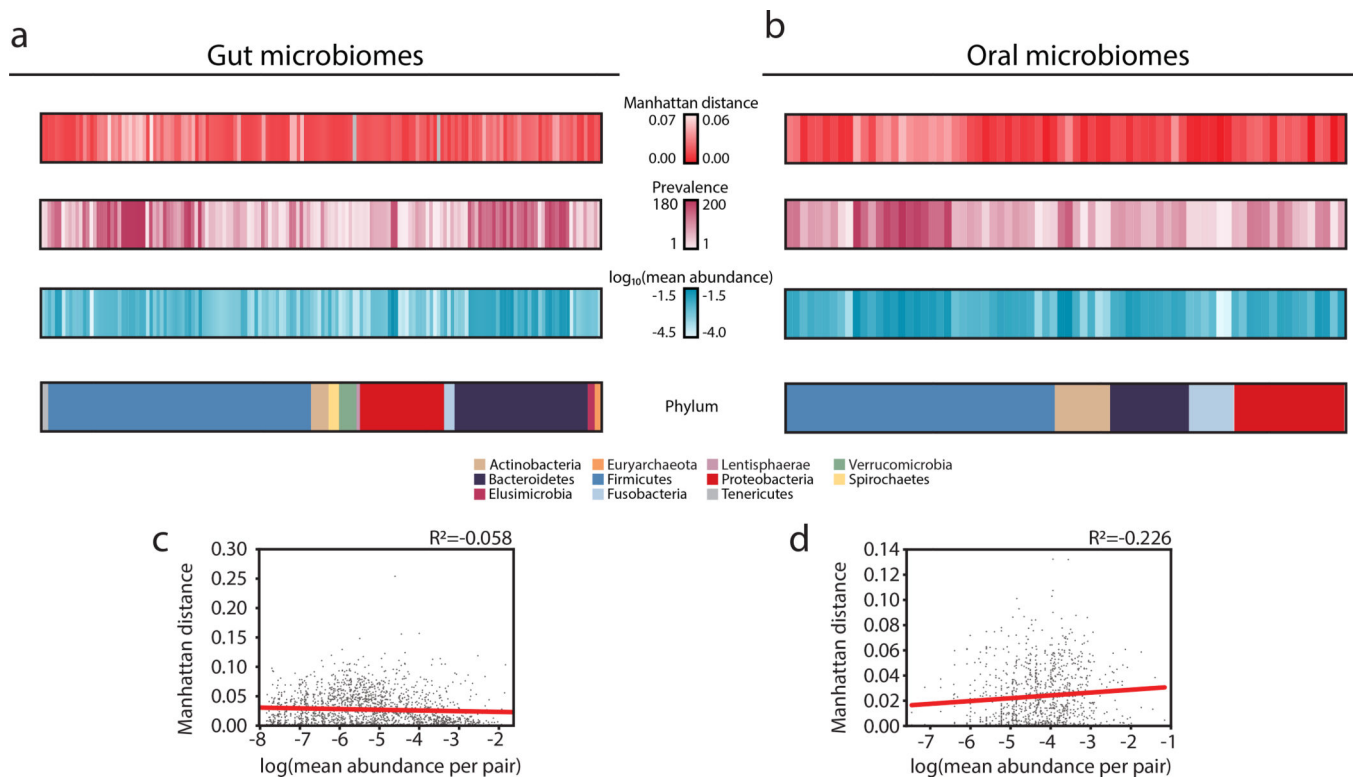 a
b
Gut microbiomes
Oral microbiomes
Manhattan distance
0.07 0.06
0.00 0.00
Prevalence
180 200
1 1
log₁₀(mean abundance)
-1.5 -1.5
-4.5 -4.0
Phylum
Actinobacteria Euryarchaeota Lentisphaerae Verrucomicrobia
Bacteroidetes Firmicutes Proteobacteria Spirochaetes
Elusimicrobia Fusobacteria Tenericutes
c
R²=-0.058
Manhattan distance
0.30
0.25
0.20
0.15
0.10
0.05
0.00
-8 -7 -6 -5 -4 -3 -2
log(mean abundance per pair)
d
R²=-0.226
Manhattan distance
0.14
0.12
0.10
0.08
0.06
0.04
0.02
0.00
-7 -6 -5 -4 -3 -2 -1
log(mean abundance per pair)